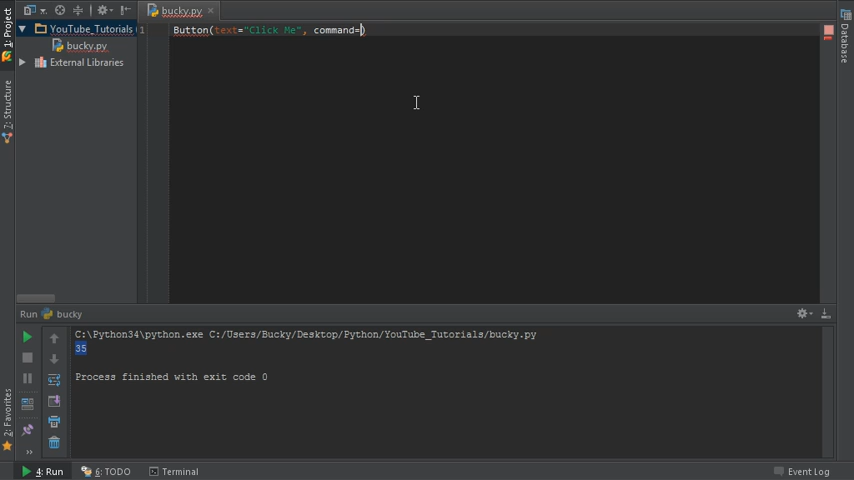 1: Project
7: Structure
2: Favorites
YouTube_Tutorials
bucky.py
External Libraries
bucky.py
1
Button(text="Click Me", command=)
Database
Run bucky
C:\Python34\python.exe C:/Users/Bucky/Desktop/Python/YouTube_Tutorials/bucky.py
35
Process finished with exit code 0
4: Run
6: TODO
Terminal
Event Log